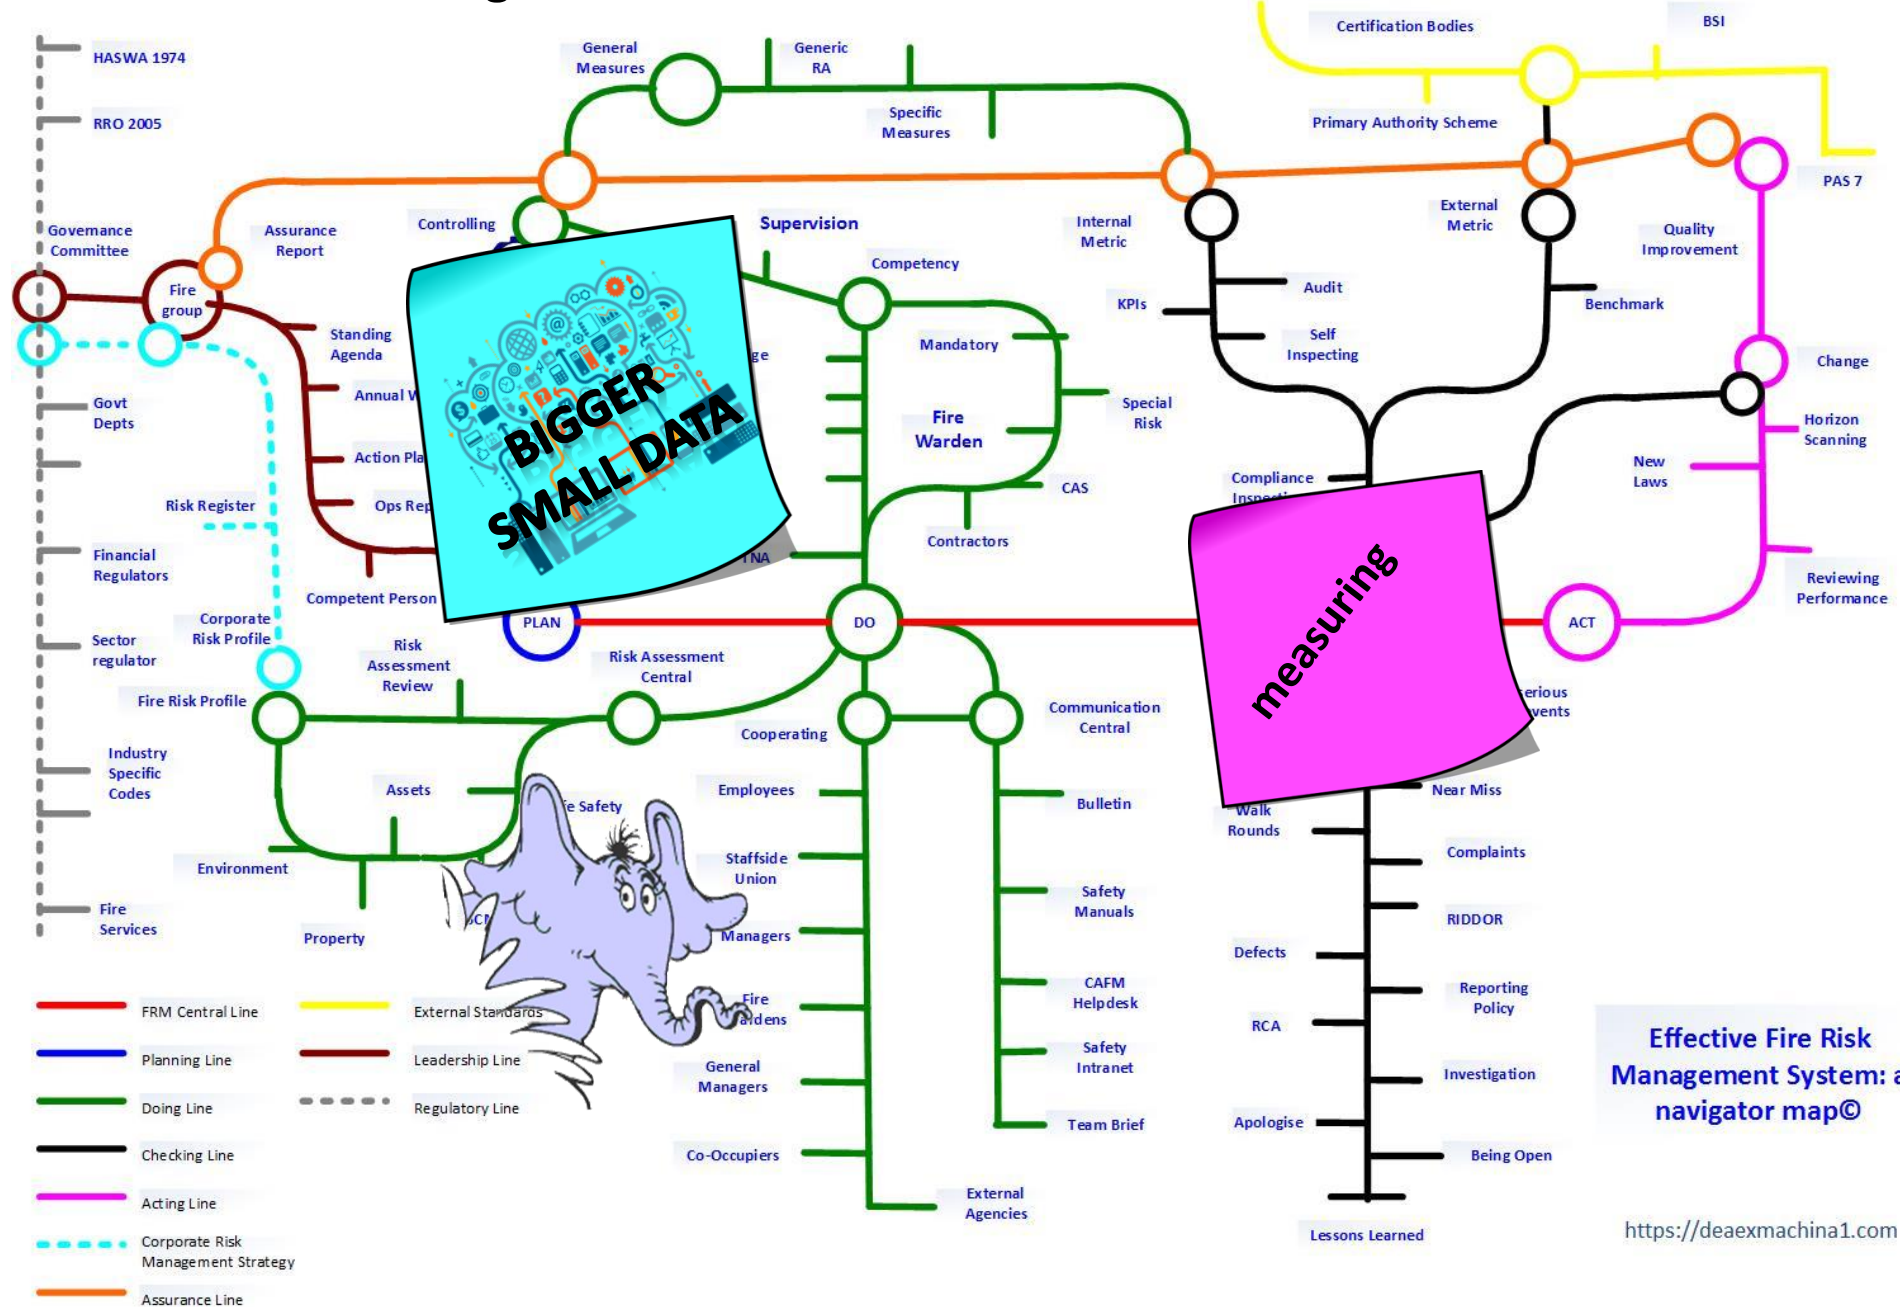 HASWA 1974
RRO 2005
Governance
Committee
Fire
group
Assurance
Report
Govt
Depts
Financial
Regulators
Sector
regulator
Industry
Specific
Codes
Fire
Services
Standing
Agenda
Annual
Action
Ops
Competent Person
Risk Register
Corporate
Risk Profile
Fire Risk Profile
Risk
Assessment
Review
Risk Assessment
Central
Assets
Safety
Environment
Property
General
Measures
Generic
RA
Specific
Measures
Controlling
Supervision
Competency
Mandatory
Fire
Warden
Special
Risk
CAS
Contractors
TNA
BIGGER
SMALL DATA
PLAN
DO
ACT
Cooperating
Employees
Staffside
Union
Managers
Fire
General
Managers
Co-Occupiers
External
Agencies
Communication
Central
Bulletin
Safety
Manuals
CAFM
Helpdesk
Safety
Intranet
Team Brief
Certification Bodies
BSI
Primary Authority Scheme
PAS 7
Internal
Metric
External
Metric
Quality
Improvement
KPIs
Audit
Self
Inspecting
Benchmark
Change
Horizon
Scanning
New
Laws
Reviewing
Performance
Compliance
measuring
Near Miss
Walk
Rounds
Complaints
RIDDOR
Defects
Reporting
Policy
RCA
Investigation
Apologise
Being Open
Lessons Learned
FRM Central Line
External Standards
Planning Line
Leadership Line
Doing Line
Regulatory Line
Checking Line
Acting Line
Corporate Risk
Management Strategy
Assurance Line
Effective Fire Risk
Management System: a
navigator map©
https://deaexmachina1.com